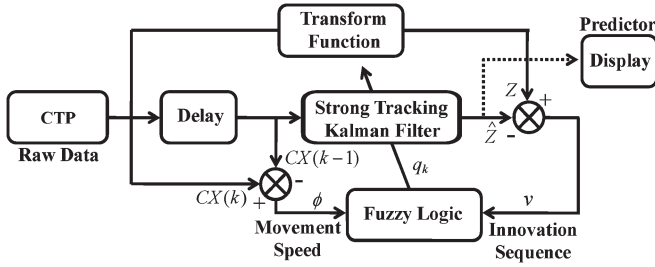 Transform
Function
Predictor
Display
CTP
Raw Data
Delay
Strong Tracking
Kalman Filter
Z
+
Ẑ
-
CX(k-1)
-
CX(k)
+
q_k
ϕ
Movement
Speed
Fuzzy Logic
v
Innovation
Sequence